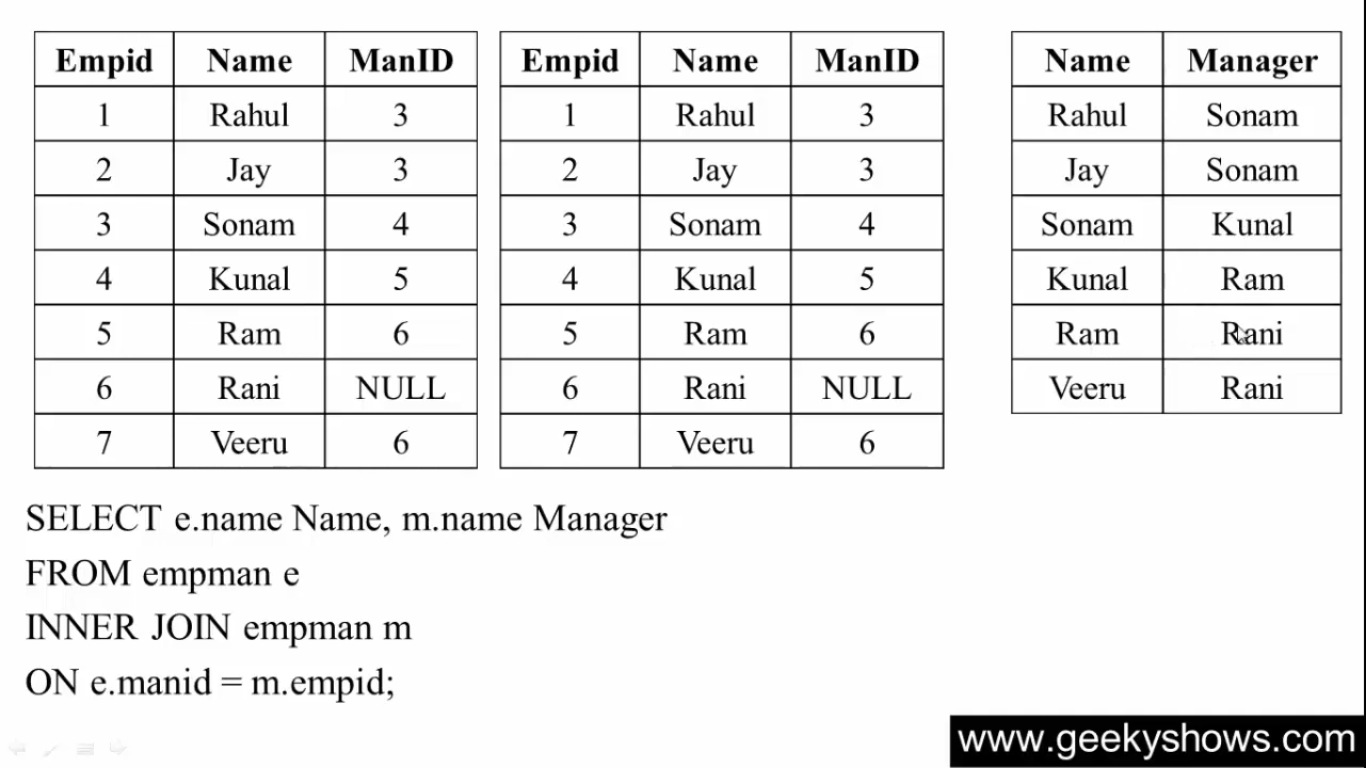 Empid Name ManID Empid Name ManID Name Manager
1 Rahul 3 1 Rahul 3 Rahul Sonam
2 Jay 3 2 Jay 3 Jay Sonam
3 Sonam 4 3 Sonam 4 Sonam Kunal
4 Kunal 5 4 Kunal 5 Kunal Ram
5 Ram 6 5 Ram 6 Ram Rani
6 Rani NULL 6 Rani NULL Veeru Rani
7 Veeru 6 7 Veeru 6
SELECT e.name Name, m.name Manager
FROM empman e
INNER JOIN empman m
ON e.manid = m.empid;
www.geekyshows.com